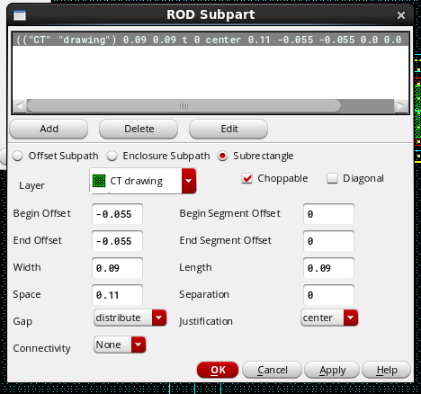 ROD Subpart
(("CT" "drawing") 0.09 0.09 t 0 center 0.11 -0.055 -0.055 0.0 0.0
Add Delete Edit
Offset Subpath Enclosure Subpath Subrectangle
Layer CT drawing Choppable Diagonal
Begin Offset -0.055 Begin Segment Offset 0
End Offset -0.055 End Segment Offset 0
Width 0.09 Length 0.09
Space 0.11 Separation 0
Gap distribute Justification center
Connectivity None
OK Cancel Apply Help